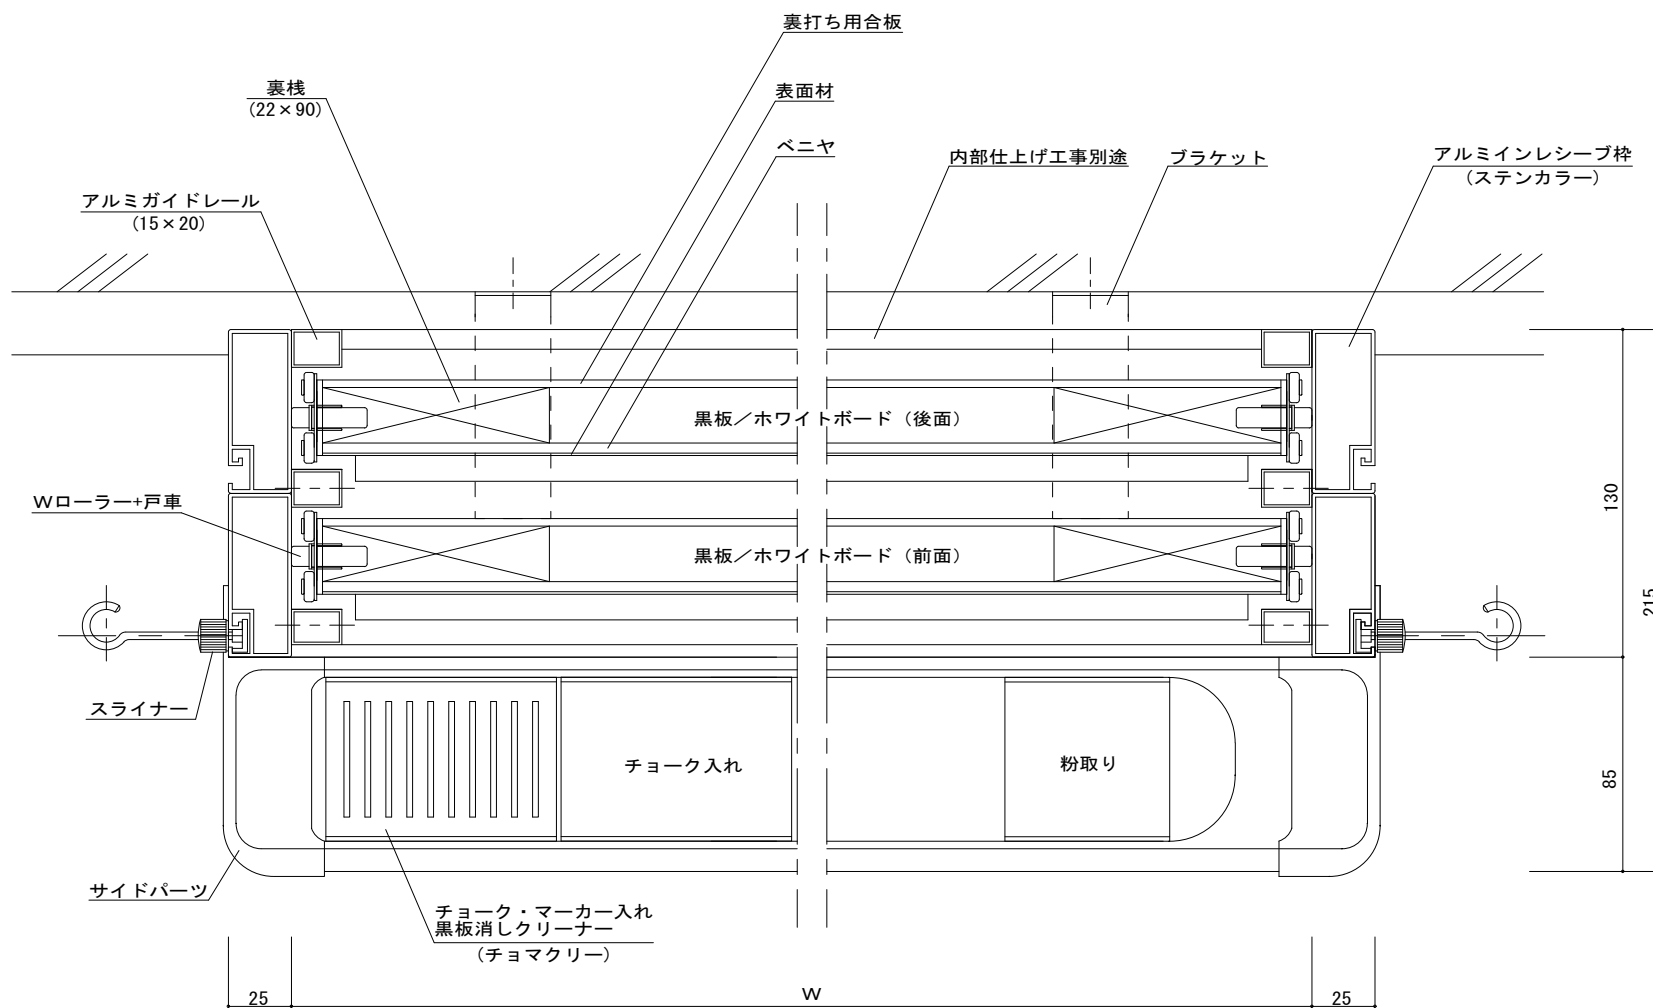 裏打ち用合板
裏桟
(22×90)
表面材
ベニヤ
内部仕上げ工事別途
ブラケット
アルミインレシーブ枠
(ステンカラー)
アルミガイドレール
(15×20)
黒板／ホワイトボード（後面）
Wローラー+戸車
130
黒板／ホワイトボード（前面）
215
スライナー
チョーク入れ
粉取り
85
サイドパーツ
チョーク・マーカー入れ
黒板消しクリーナー
(チョマクリー)
25
W
25